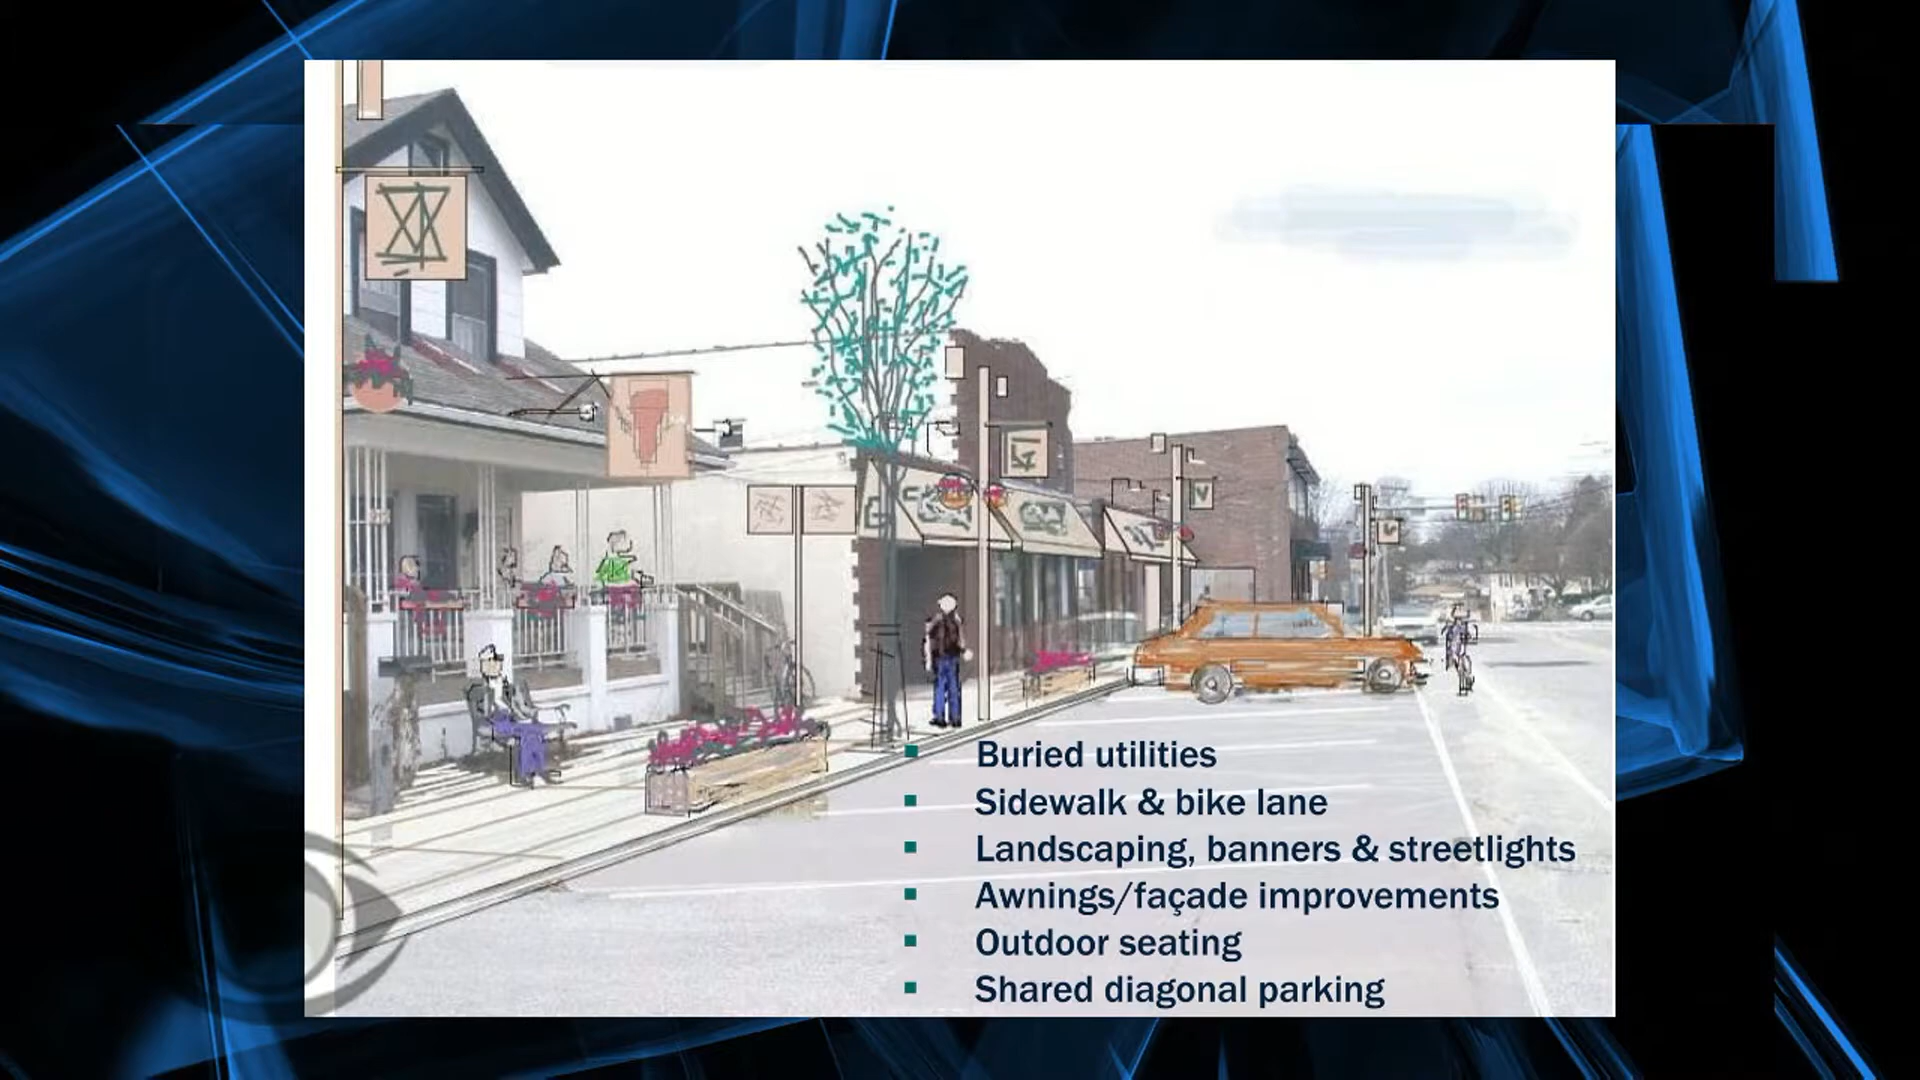 Buried utilities
Sidewalk & bike lane
Landscaping, banners & streetlights
Awnings/façade improvements
Outdoor seating
Shared diagonal parking